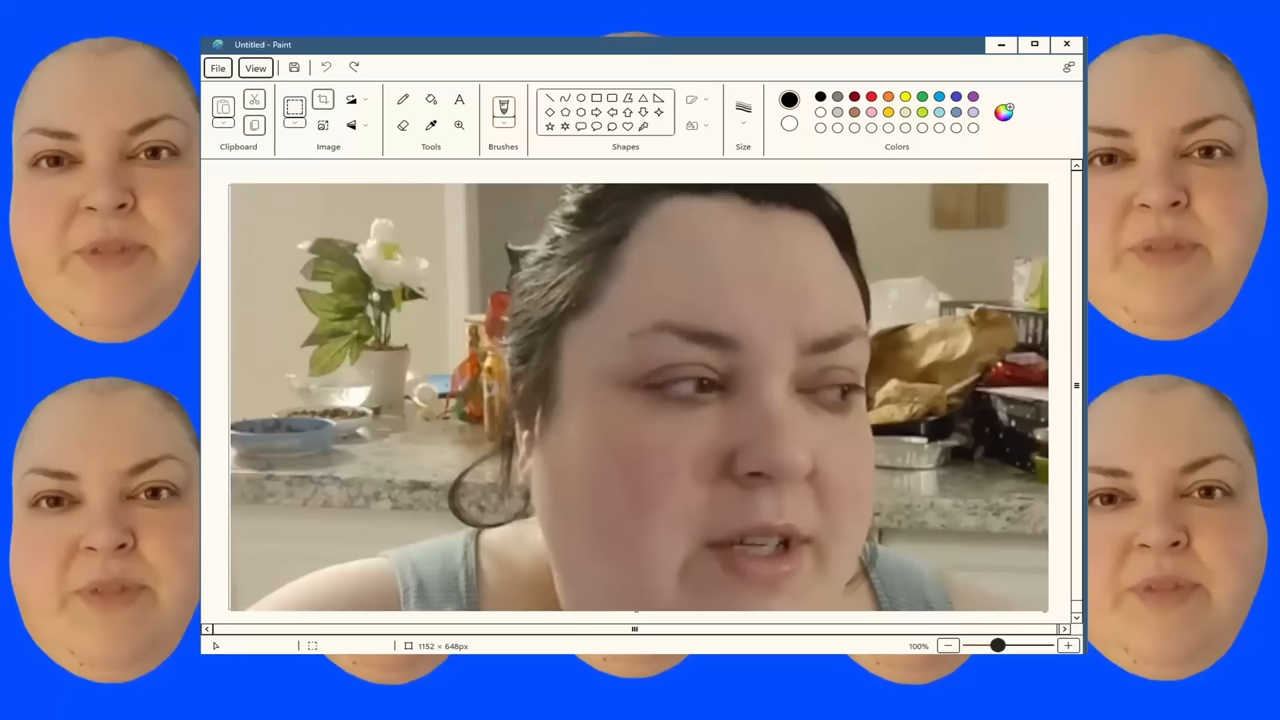 Untitled - Paint
File View
Clipboard Image Tools Brushes Shapes Size Colors
1152 × 648px 100%